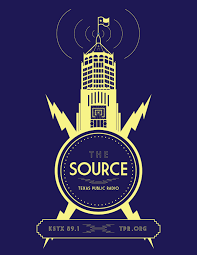 THE
SOURCE
TEXAS PUBLIC RADIO
KSTX 89.1 TPR.ORG